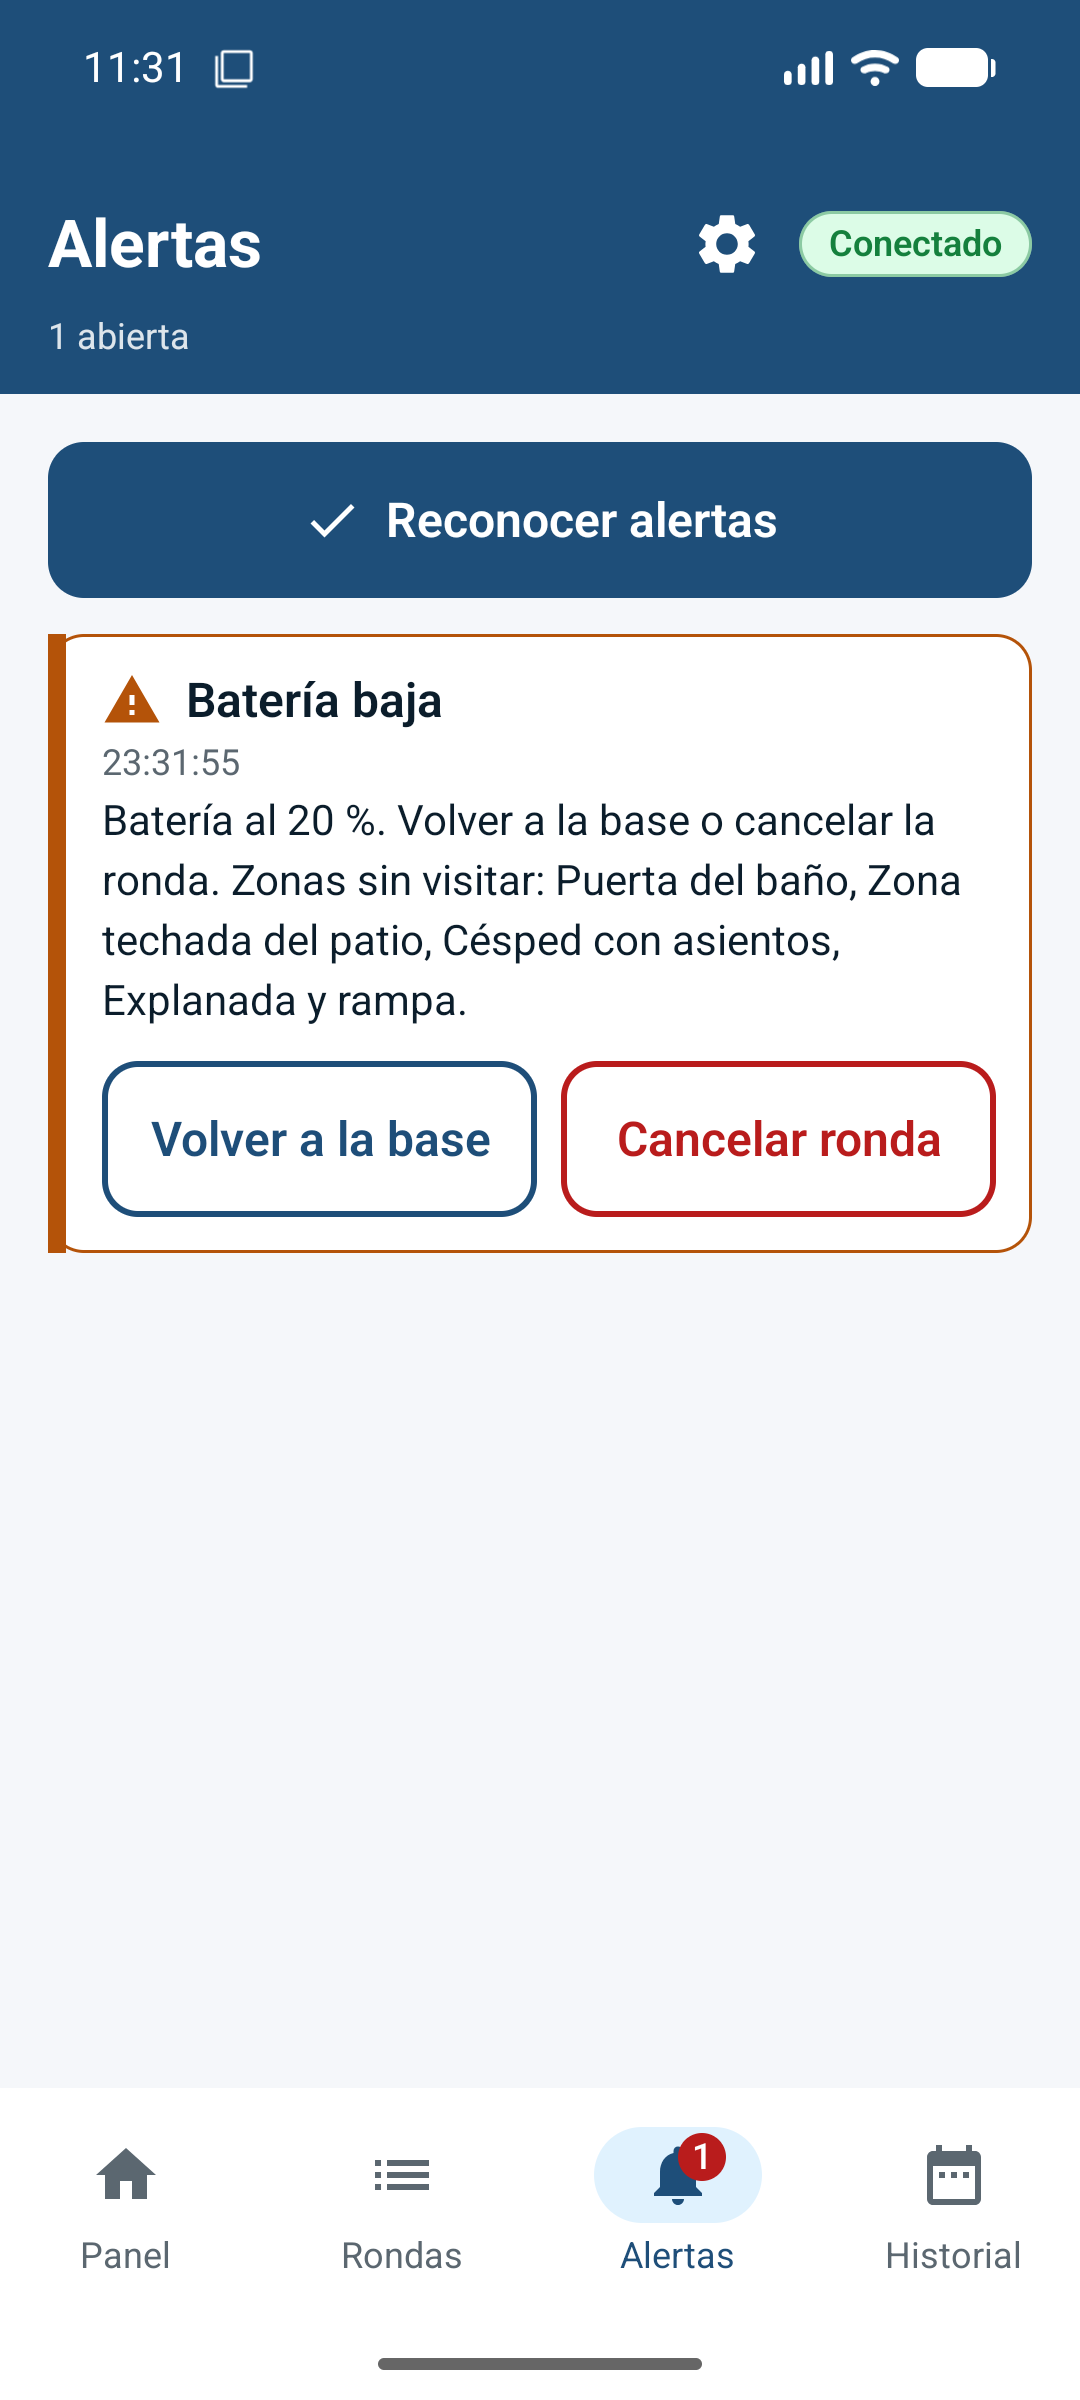 11:31
Alertas
Conectado
1 abierta
Reconocer alertas
Batería baja
23:31:55
Batería al 20 %. Volver a la base o cancelar la
ronda. Zonas sin visitar: Puerta del baño, Zona
techada del patio, Césped con asientos,
Explanada y rampa.
Volver a la base
Cancelar ronda
1
Panel
Rondas
Alertas
Historial